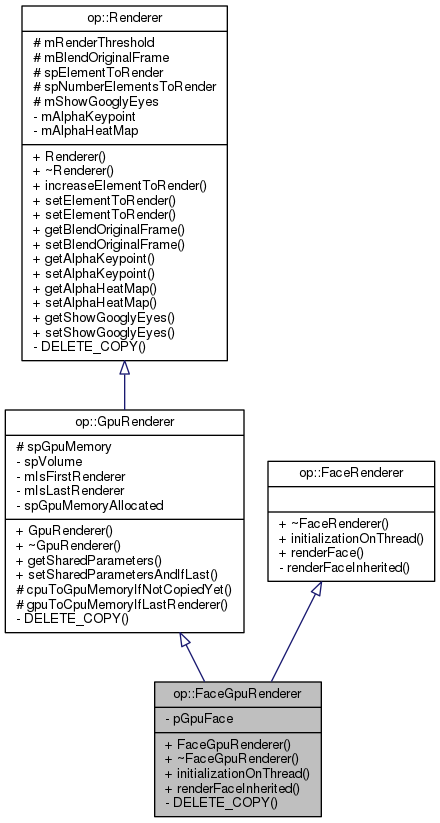 op::Renderer
# mRenderThreshold
# mBlendOriginalFrame
# spElementToRender
# spNumberElementsToRender
# mShowGooglyEyes
- mAlphaKeypoint
- mAlphaHeatMap
+ Renderer()
+ ~Renderer()
+ increaseElementToRender()
+ setElementToRender()
+ setElementToRender()
+ getBlendOriginalFrame()
+ setBlendOriginalFrame()
+ getAlphaKeypoint()
+ setAlphaKeypoint()
+ getAlphaHeatMap()
+ setAlphaHeatMap()
+ getShowGooglyEyes()
+ setShowGooglyEyes()
- DELETE_COPY()
op::GpuRenderer
# spGpuMemory
- spVolume
- mIsFirstRenderer
- mIsLastRenderer
- spGpuMemoryAllocated
+ GpuRenderer()
+ ~GpuRenderer()
+ getSharedParameters()
+ setSharedParametersAndIfLast()
# cpuToGpuMemoryIfNotCopiedYet()
# gpuToCpuMemoryIfLastRenderer()
- DELETE_COPY()
op::FaceRenderer
+ ~FaceRenderer()
+ initializationOnThread()
+ renderFace()
- renderFaceInherited()
op::FaceGpuRenderer
- pGpuFace
+ FaceGpuRenderer()
+ ~FaceGpuRenderer()
+ initializationOnThread()
+ renderFaceInherited()
- DELETE_COPY()